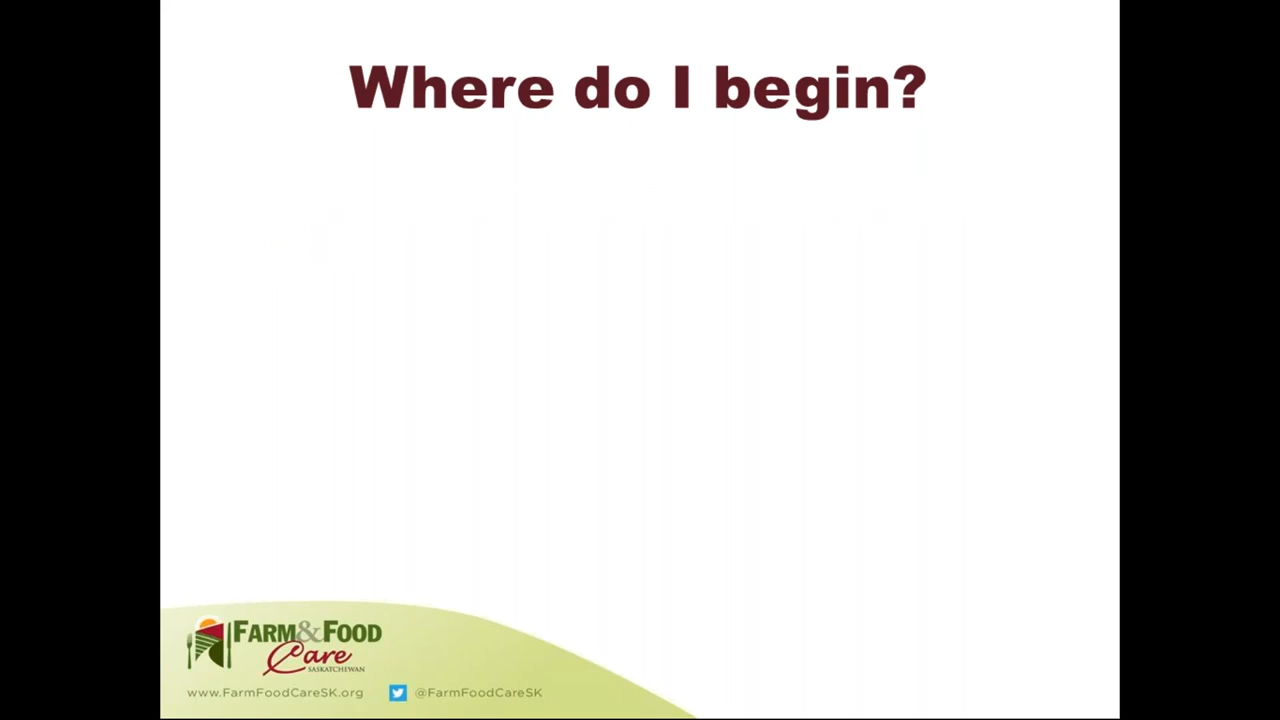 Where do I begin?
FARM&FOOD
Care
SASKATCHEWAN
www.FarmFoodCareSK.org
@FarmFoodCareSK